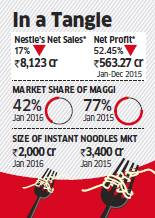 In a Tangle
Nestle's Net Sales* Net Profit*
17% 52.45%
₹8,123 cr ₹563.27 cr
Jan-Dec 2015
MARKET SHARE OF MAGGI
42% 77%
Jan 2016 Jan 2015
SIZE OF INSTANT NOODLES MKT
₹2,000 cr ₹3,400 cr
Jan 2016 Jan 2015